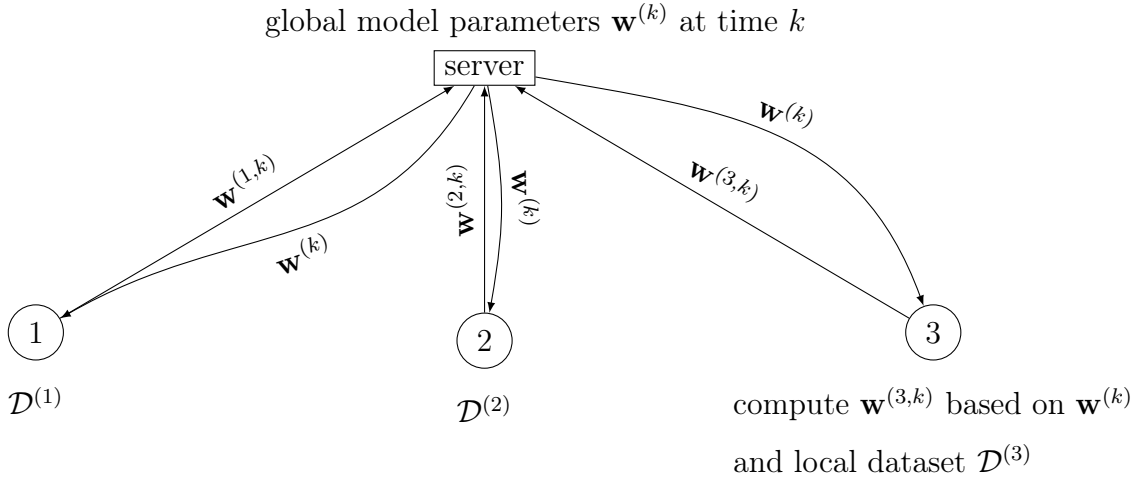 global model parameters w^(k) at time k
server
w^(k)
w^(1,k)
w^(2,k)
w^(k)
w^(3,k)
w^(k)
1
2
3
𝒟^(1)
𝒟^(2)
compute w^(3,k) based on w^(k)
and local dataset 𝒟^(3)